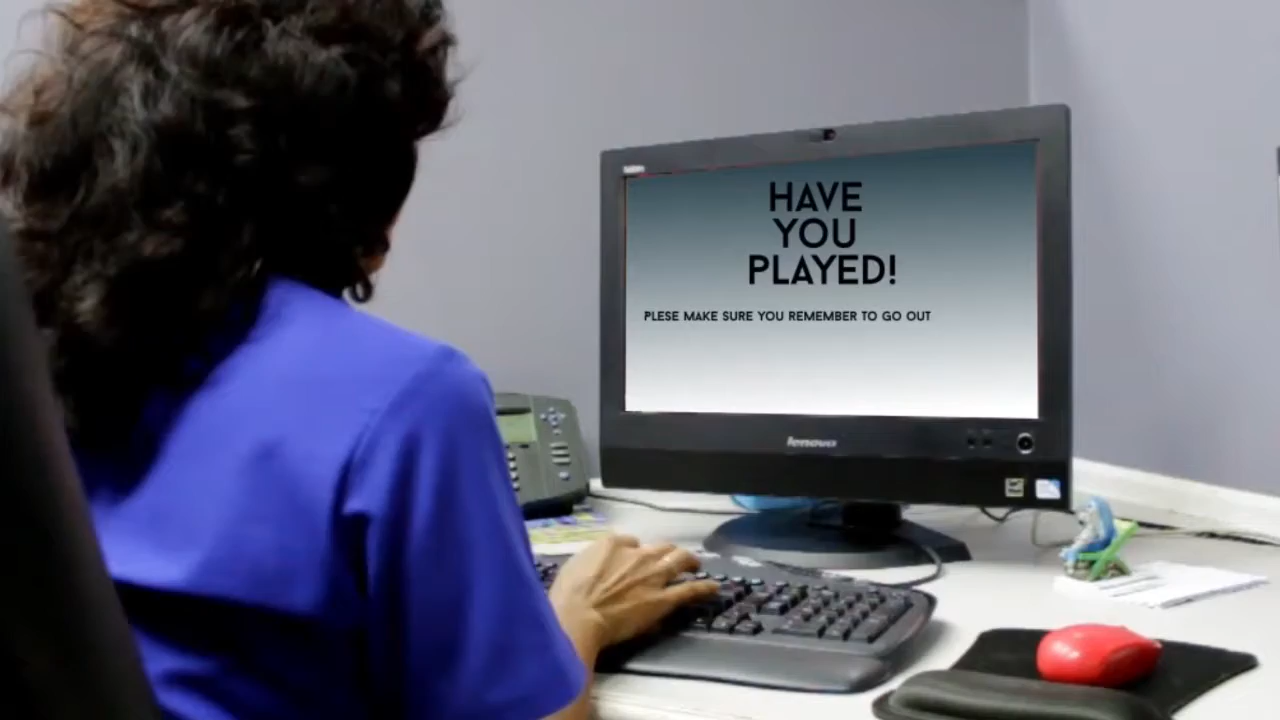 HAVE
YOU
PLAYED!
PLESE MAKE SURE YOU REMEMBER TO GO OUT
lenovo